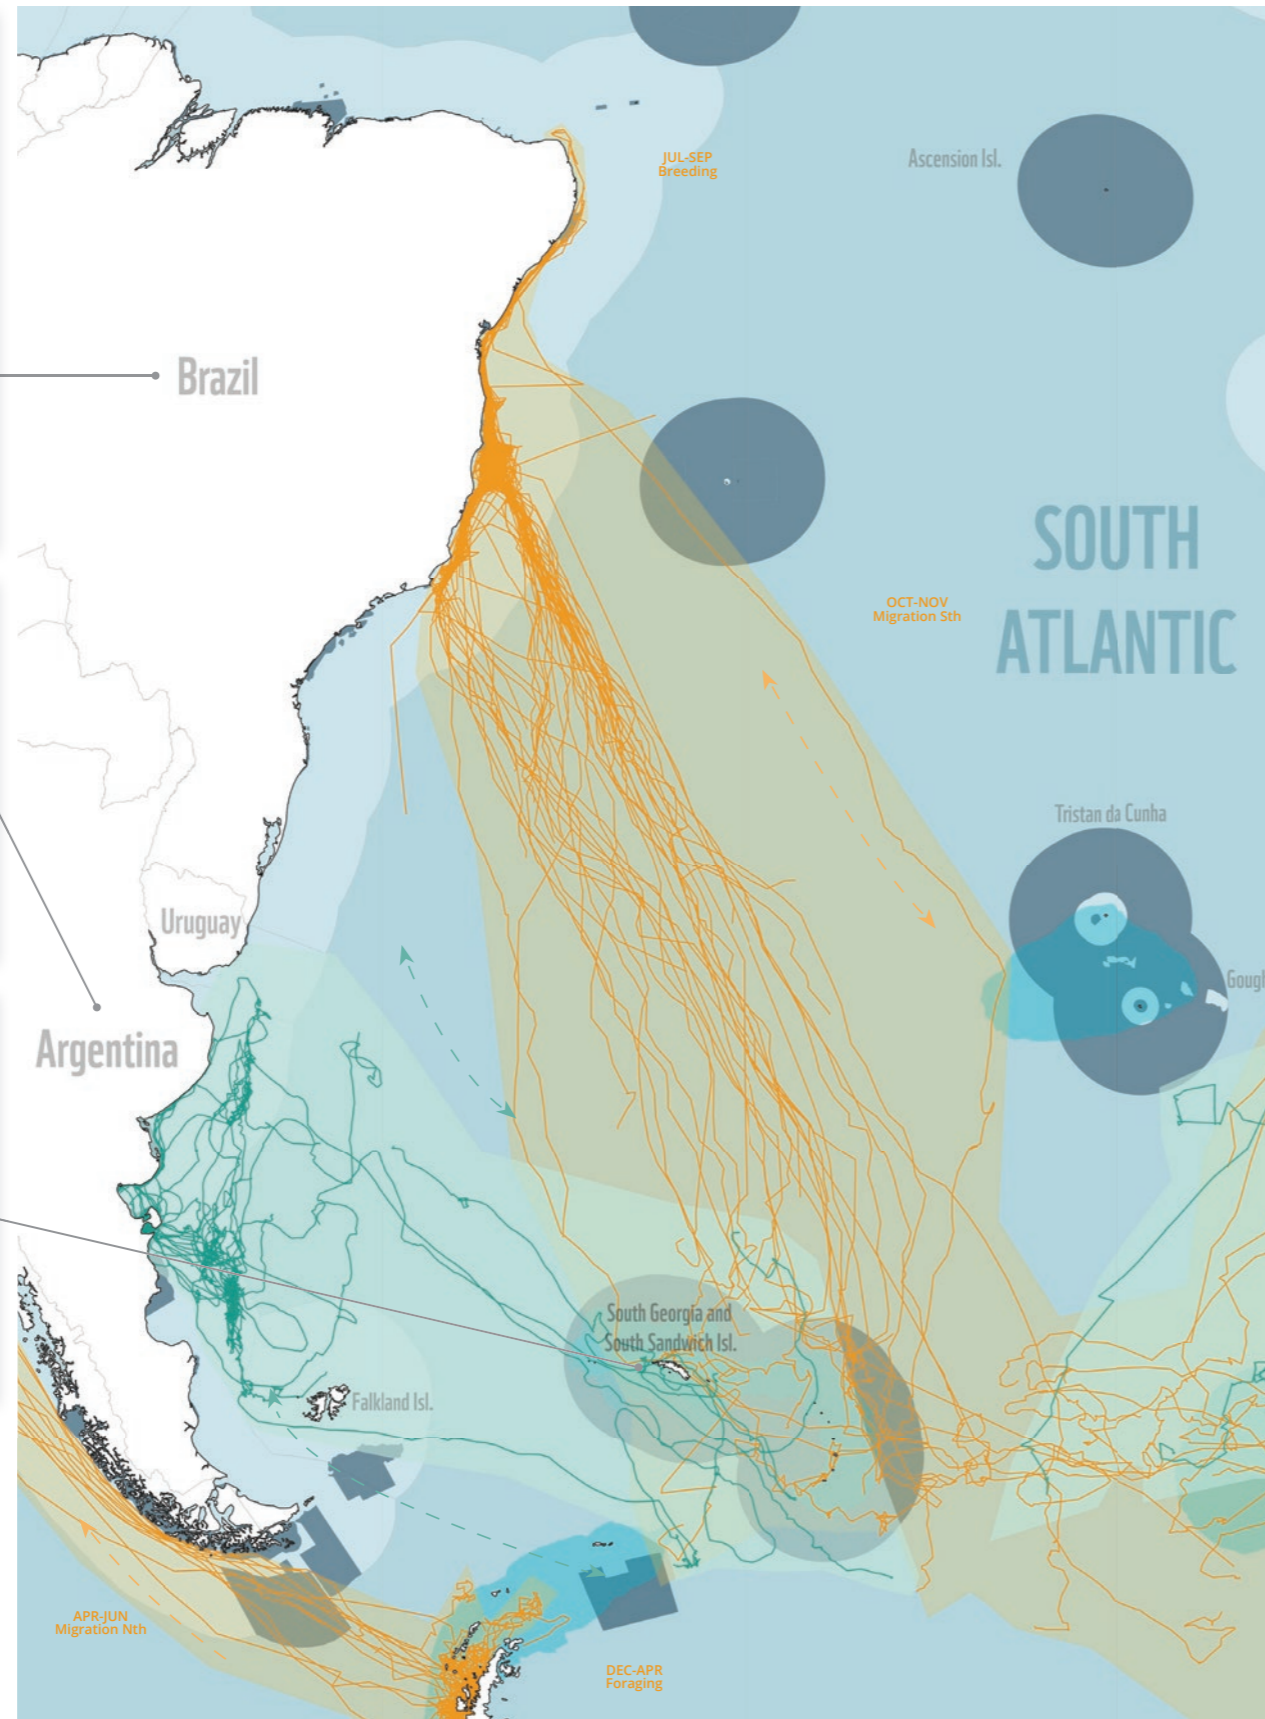 JUL-SEP
Breeding
Ascension Isl.
Brazil
SOUTH
ATLANTIC
OCT-NOV
Migration Sth
Tristan da Cunha
Uruguay
Gough
Argentina
South Georgia and
South Sandwich Isl.
Falkland Isl.
APR-JUN
Migration Nth
DEC-APR
Foraging